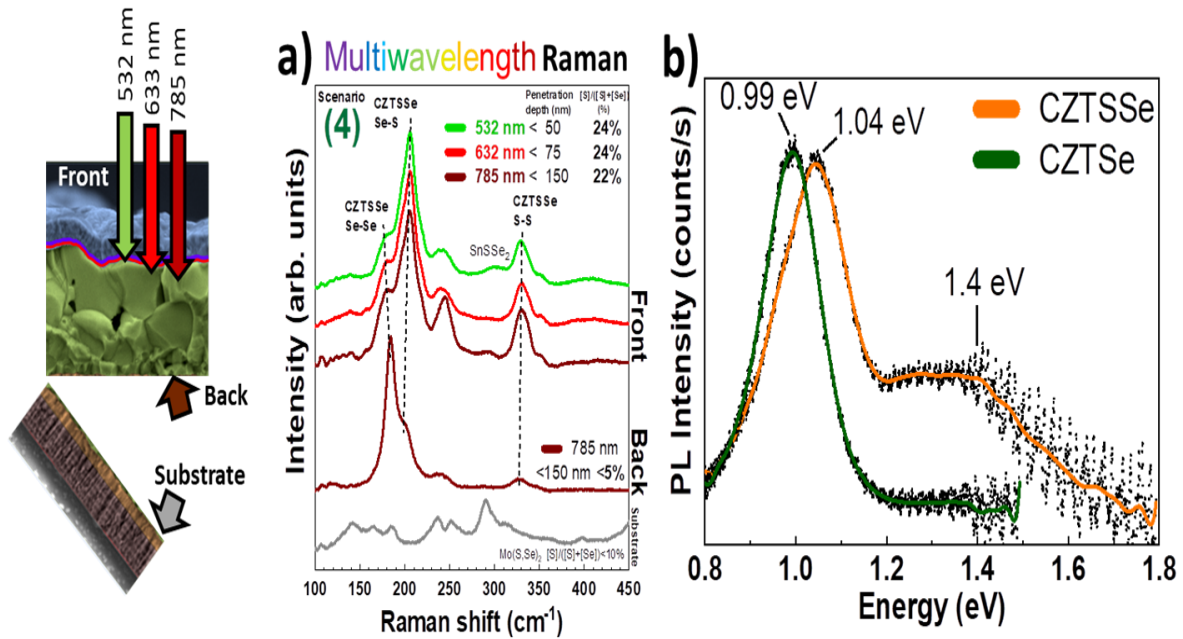 532 nm
633 nm
785 nm
Front
Back
Substrate
a) Multiwavelength Raman
Scenario
(4)
CZTSSe
Se-S
Penetration
depth (nm)
[S]/([S]+[Se])
(%)
532 nm < 50 24%
632 nm < 75 24%
785 nm < 150 22%
CZTSSe
Se-Se
CZTSSe
S-S
SnSSe2
Front
Back
785 nm
<150 nm <5%
Substrate
Mo(S,Se)2 [S]/([S]+[Se])<10%
Intensity (arb. units)
100 150 200 250 300 350 400 450
Raman shift (cm-1)
b)
0.99 eV
1.04 eV
CZTSSe
CZTSe
1.4 eV
PL Intensity (counts/s)
0.8 1.0 1.2 1.4 1.6 1.8
Energy (eV)